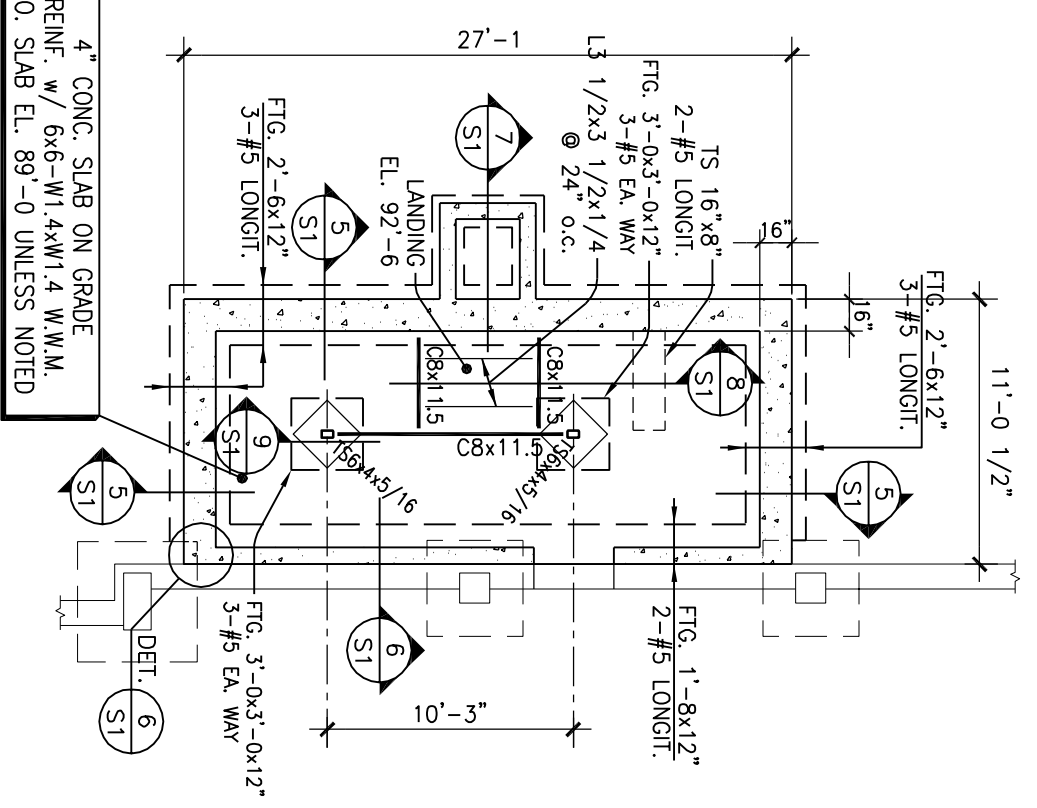 27'-1
16"
16"
11'-0 1/2"
10'-3"
FTG. 2'-6x12"
3-#5 LONGIT.
TS 16"x8"
2-#5 LONGIT.
FTG. 3'-0x3'-0x12"
3-#5 EA. WAY
L3 1/2x3 1/2x1/4
@ 24" o.c.
LANDING
EL. 92'-6
FTG. 2'-6x12"
3-#5 LONGIT.
4" CONC. SLAB ON GRADE
REINF. w/ 6x6-W1.4xW1.4 W.W.M.
O. SLAB EL. 89'-0 UNLESS NOTED
7
S1
5
S1
8
S1
9
S1
5
S1
5
S1
6
S1
C8x11.5
C8x11.5
C8x11.5
TS6x4x5/16
TS6x4x5/16
FTG. 1'-8x12"
2-#5 LONGIT.
FTG. 3'-0x3'-0x12"
3-#5 EA. WAY
DET.
6
S1